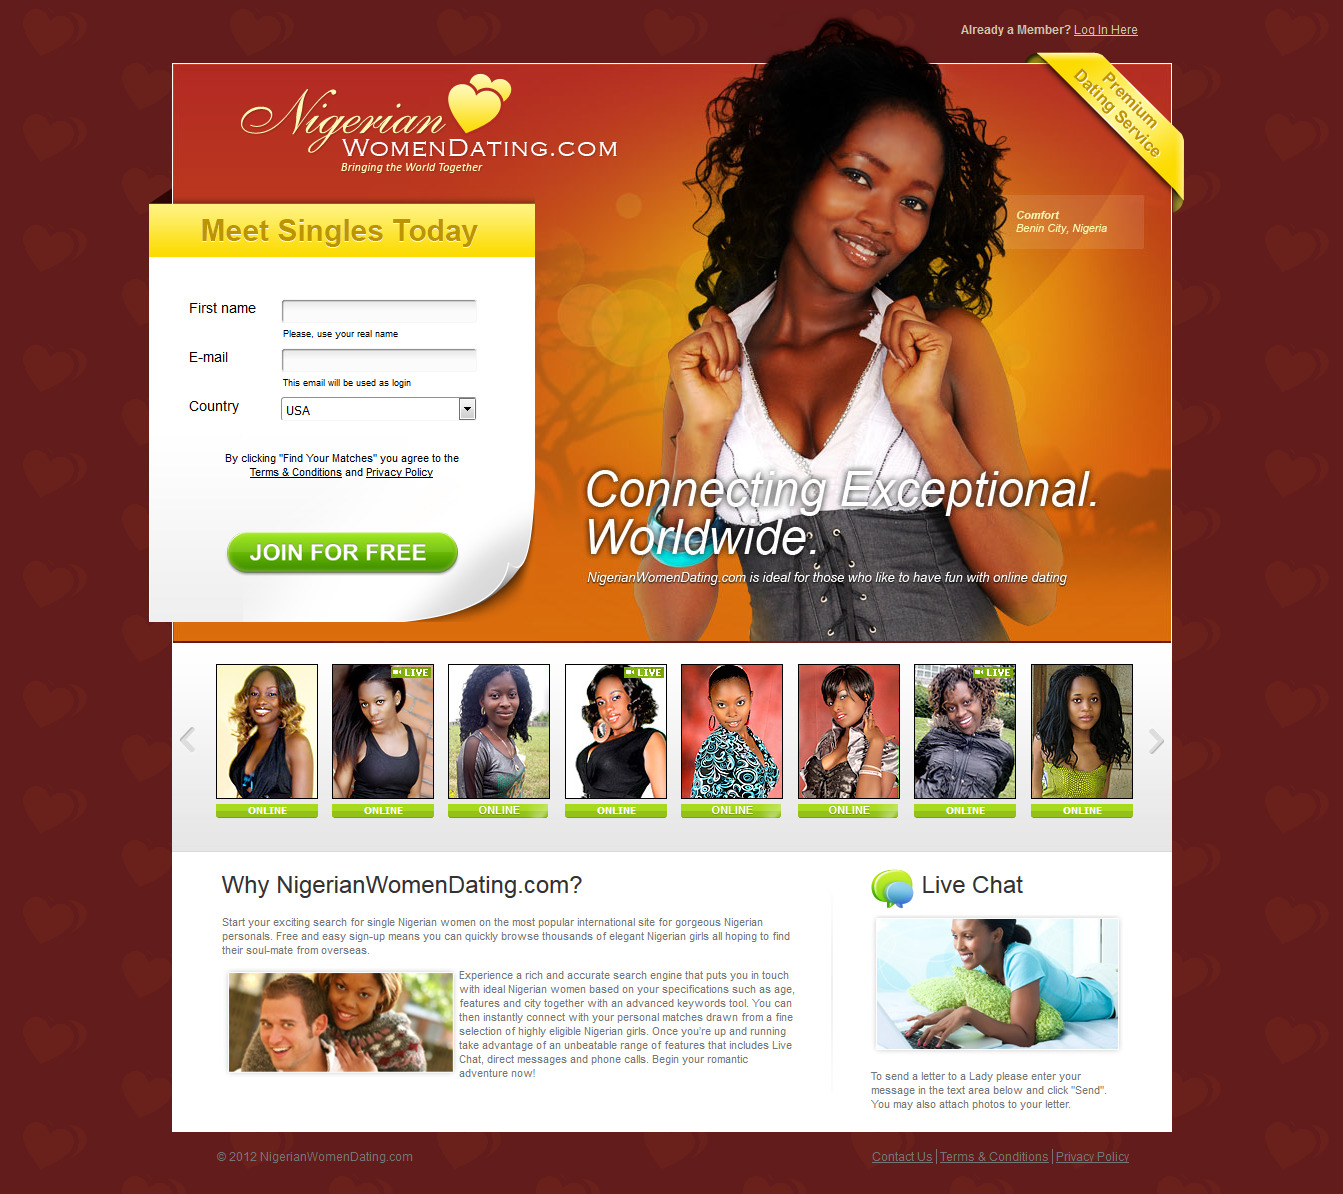 Already a Member? Log In Here
Nigerian
WomenDating.com
Bringing the World Together
Premium
Dating Service
Comfort
Benin City, Nigeria
Meet Singles Today
First name
Please, use your real name
E-mail
This email will be used as login
Country
USA
By clicking "Find Your Matches" you agree to the
Terms & Conditions and Privacy Policy
JOIN FOR FREE
Connecting Exceptional.
Worldwide.
NigerianWomenDating.com is ideal for those who like to have fun with online dating
LIVE LIVE LIVE
ONLINE ONLINE ONLINE ONLINE ONLINE ONLINE ONLINE ONLINE
Why NigerianWomenDating.com?
Start your exciting search for single Nigerian women on the most popular international site for gorgeous Nigerian
personals. Free and easy sign-up means you can quickly browse thousands of elegant Nigerian girls all hoping to find
their soul-mate from overseas.
Experience a rich and accurate search engine that puts you in touch
with ideal Nigerian women based on your specifications such as age,
features and city together with an advanced keywords tool. You can
then instantly connect with your personal matches drawn from a fine
selection of highly eligible Nigerian girls. Once you're up and running
take advantage of an unbeatable range of features that includes Live
Chat, direct messages and phone calls. Begin your romantic
adventure now!
Live Chat
To send a letter to a Lady please enter your
message in the text area below and click "Send".
You may also attach photos to your letter.
© 2012 NigerianWomenDating.com
Contact Us | Terms & Conditions | Privacy Policy